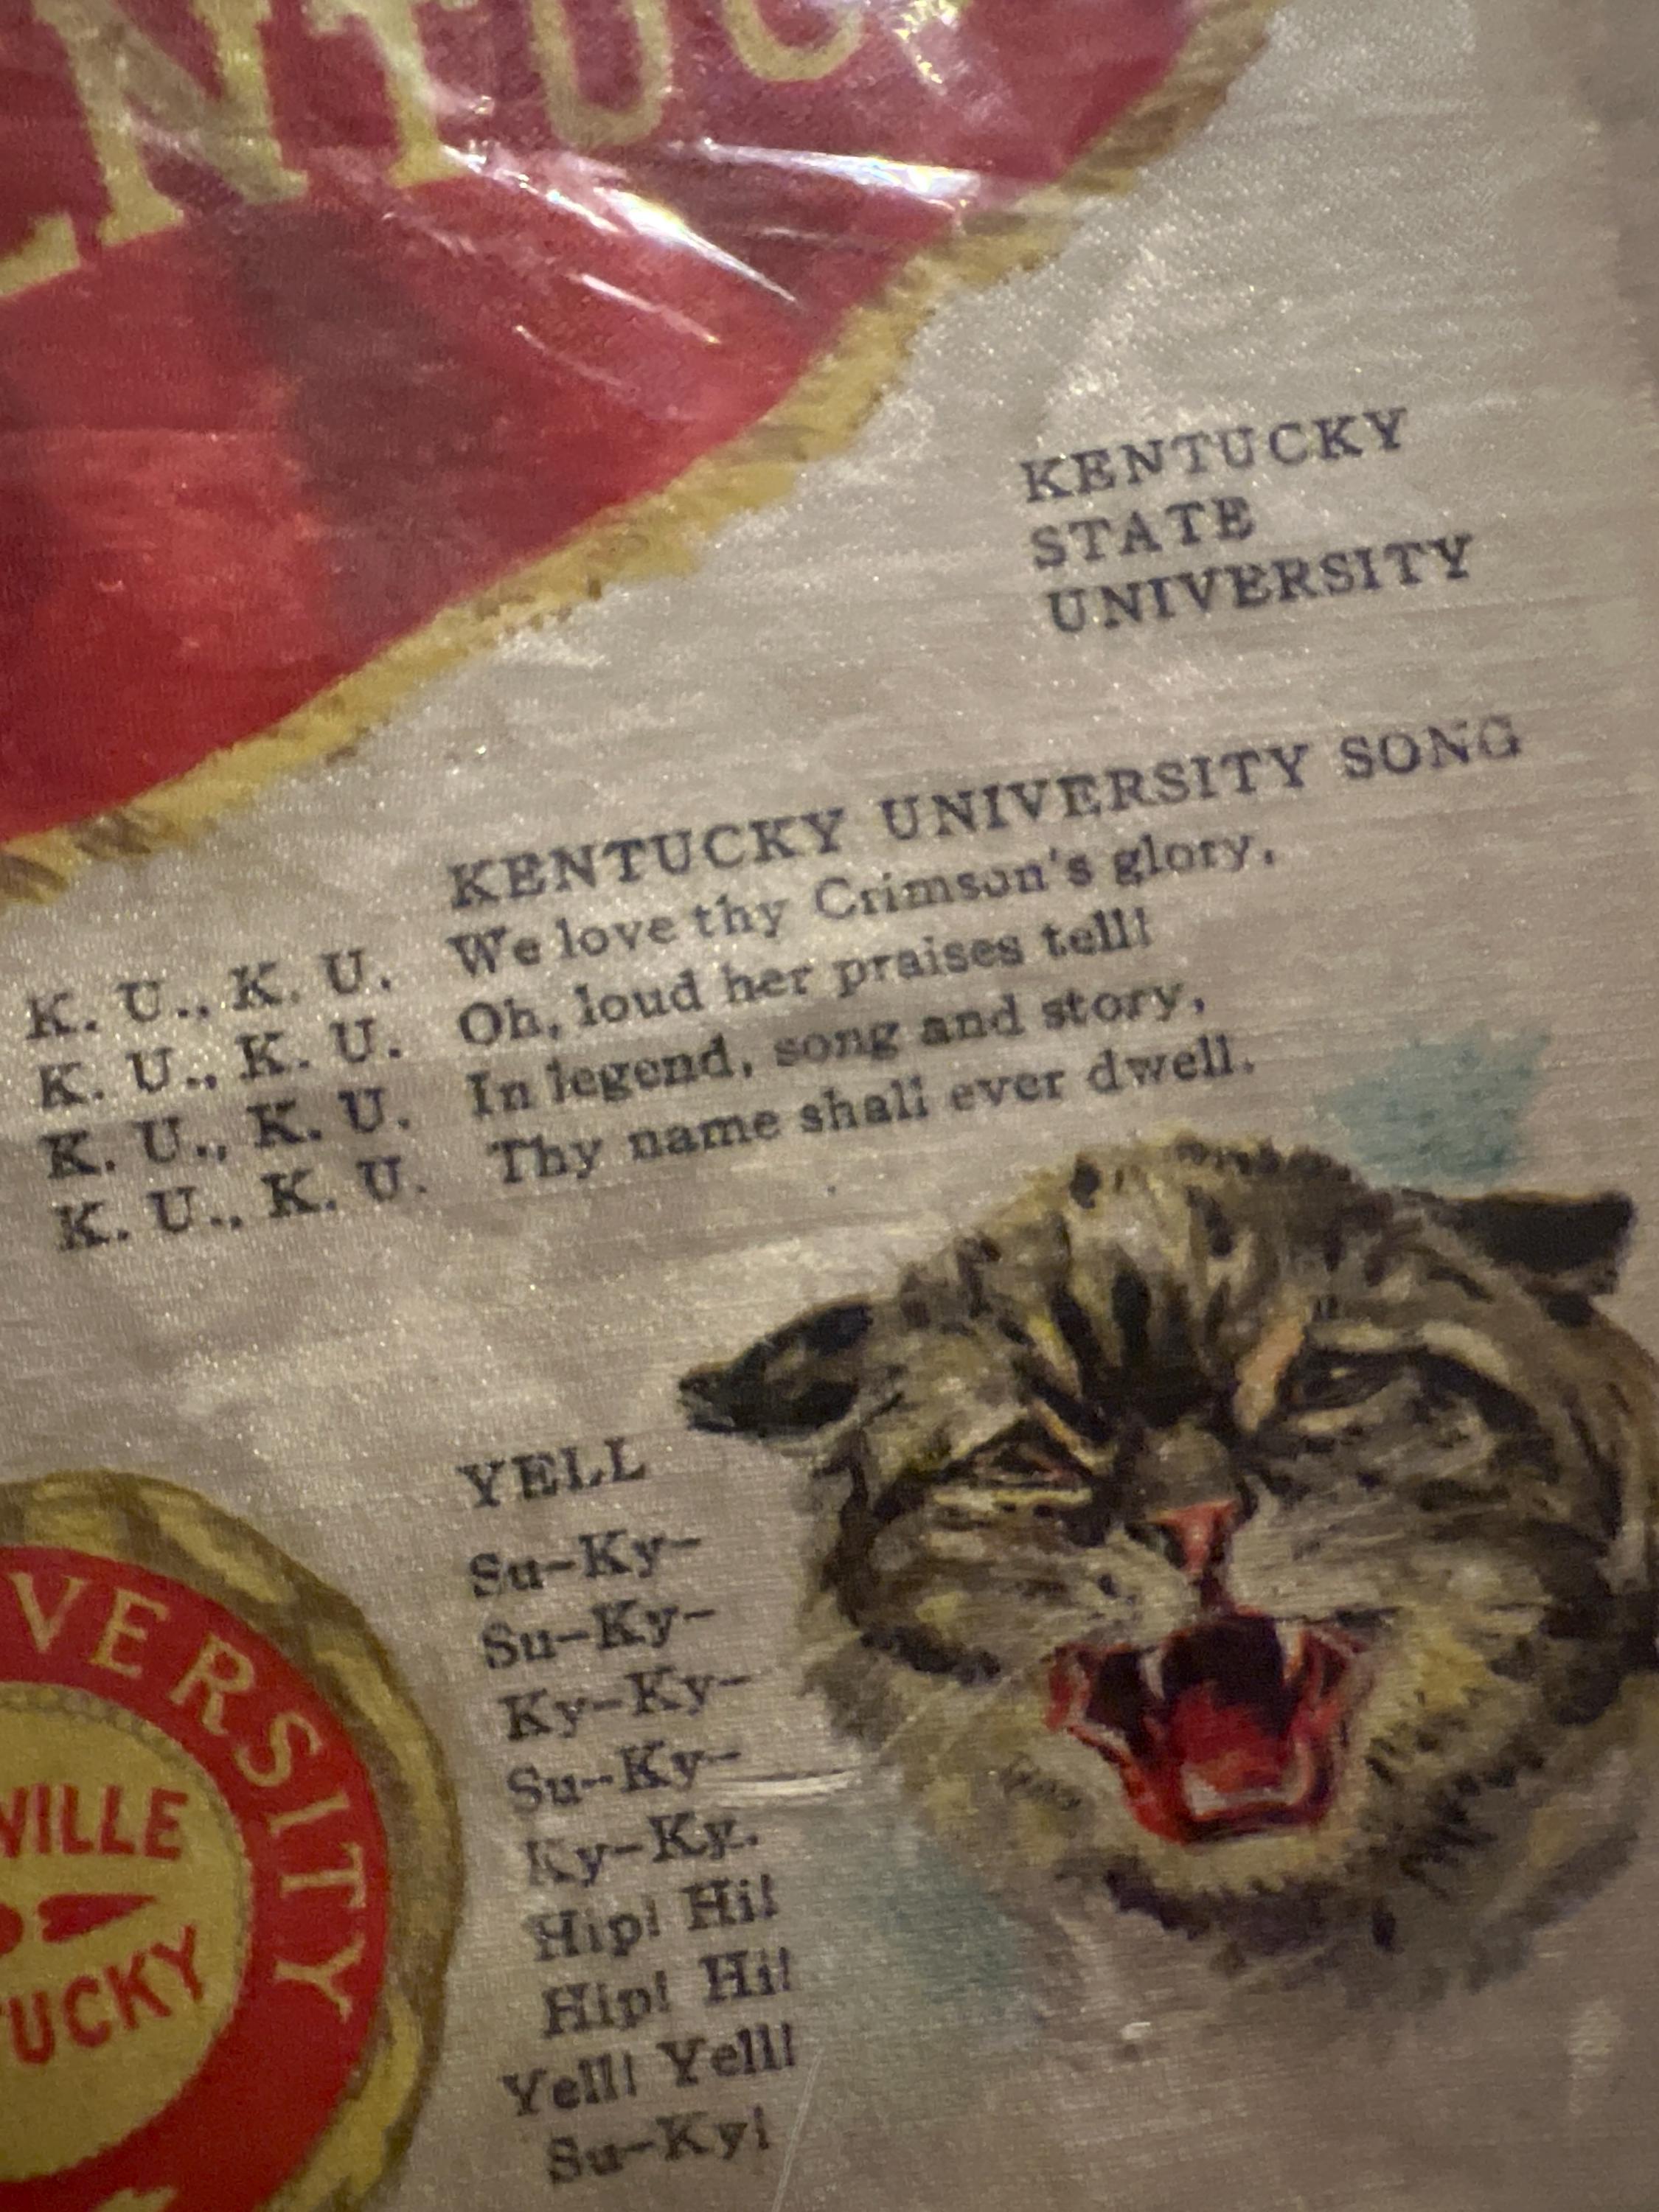 KENTUCKY
STATE
UNIVERSITY
KENTUCKY UNIVERSITY SONG
K. U., K. U. We love thy Crimson's glory,
K. U., K. U. Oh, loud her praises tell!
K. U., K. U. In legend, song and story,
K. U., K. U. Thy name shall ever dwell.
YELL
Su-Ky-
Su-Ky-
Ky-Ky-
Su-Ky-
Ky-Ky.
Hip! Hi!
Hip! Hi!
Yell! Yell!
Su-Ky!
VERSITY
VILLE
TUCKY